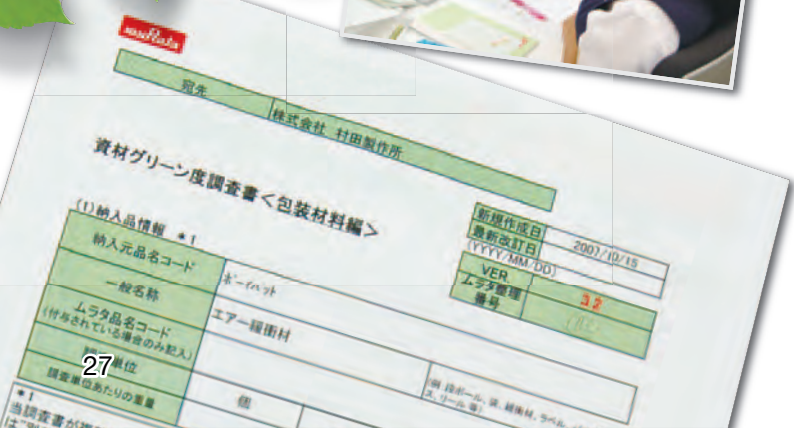 muRata
宛先 株式会社 村田製作所
資材グリーン度調査書<包装材料編>
新規作成日 2007/10/15
最新改訂日
(YYYY/MM/DD)
VER. 3.2
ムラタ管理
番号
(1)納入品情報 *1
納入元品名コード
一般名称 エアー緩衝材
ムラタ品名コード
(付与されている場合のみ記入)
単位 個
調査単位あたりの重量
27
*1
当調査書が